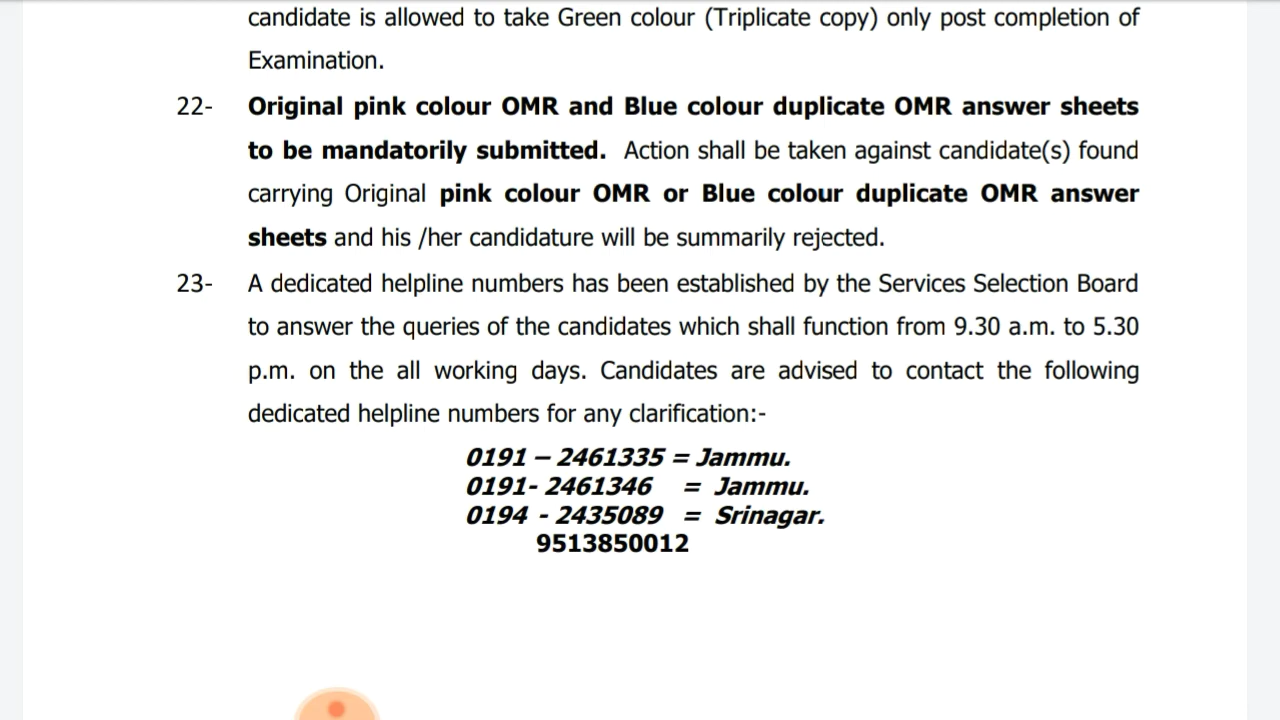 candidate is allowed to take Green colour (Triplicate copy) only post completion of
Examination.
22- Original pink colour OMR and Blue colour duplicate OMR answer sheets
to be mandatorily submitted. Action shall be taken against candidate(s) found
carrying Original pink colour OMR or Blue colour duplicate OMR answer
sheets and his /her candidature will be summarily rejected.
23- A dedicated helpline numbers has been established by the Services Selection Board
to answer the queries of the candidates which shall function from 9.30 a.m. to 5.30
p.m. on the all working days. Candidates are advised to contact the following
dedicated helpline numbers for any clarification:-
0191 – 2461335 = Jammu.
0191- 2461346 = Jammu.
0194 - 2435089 = Srinagar.
9513850012